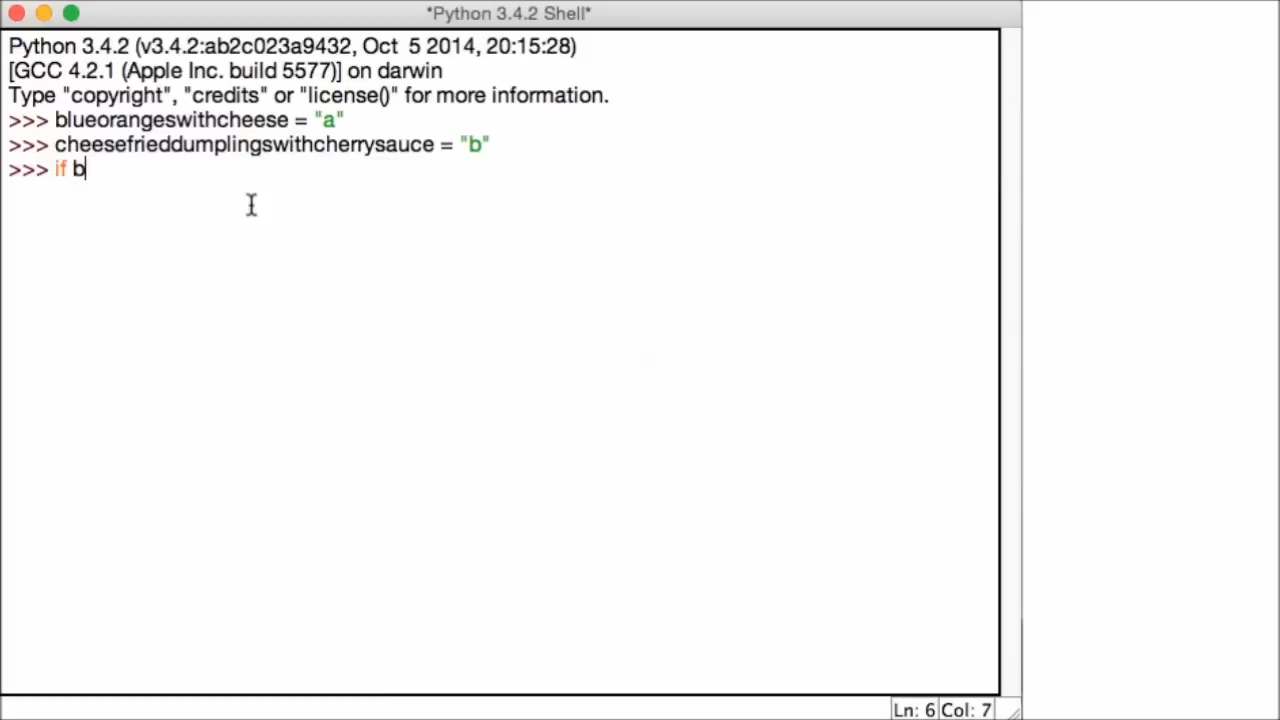 *Python 3.4.2 Shell*
Python 3.4.2 (v3.4.2:ab2c023a9432, Oct  5 2014, 20:15:28)
[GCC 4.2.1 (Apple Inc. build 5577)] on darwin
Type "copyright", "credits" or "license()" for more information.
>>> blueorangeswithcheese = "a"
>>> cheesefrieddumplingswithcherrysauce = "b"
>>> if b
Ln: 6 Col: 7